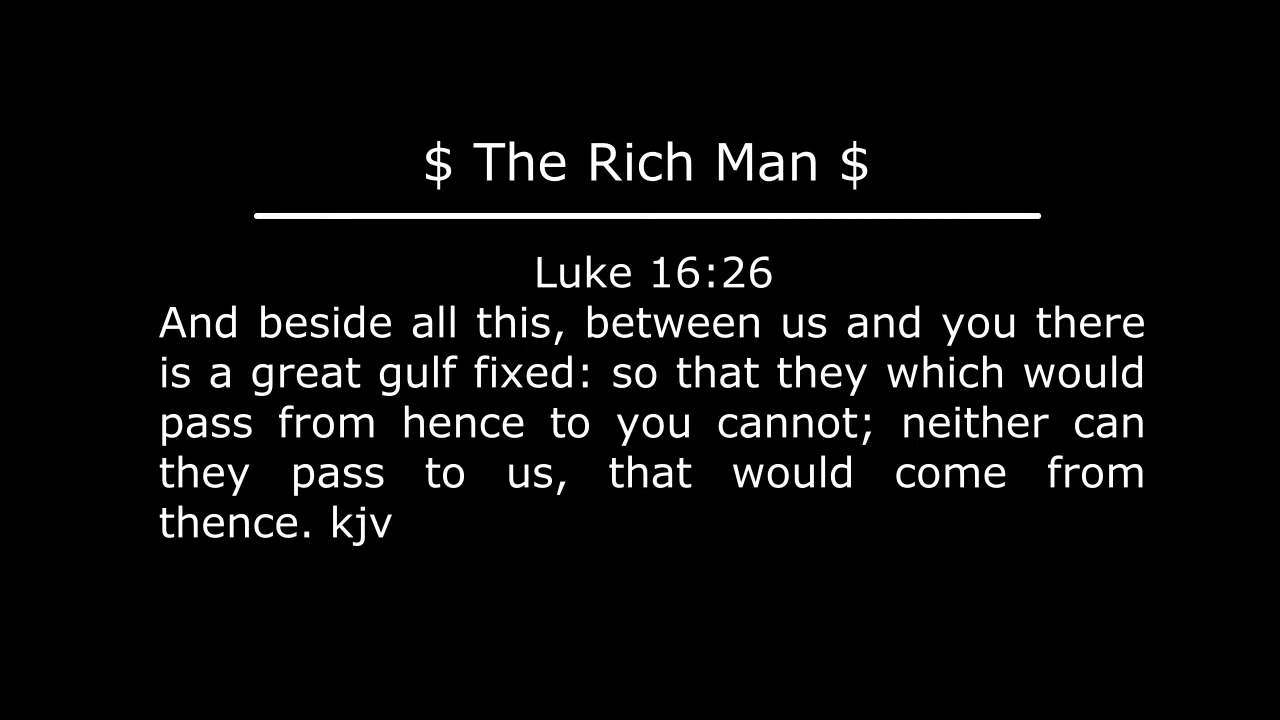 $ The Rich Man $
Luke 16:26
And beside all this, between us and you there
is a great gulf fixed: so that they which would
pass from hence to you cannot; neither can
they pass to us, that would come from
thence. kjv